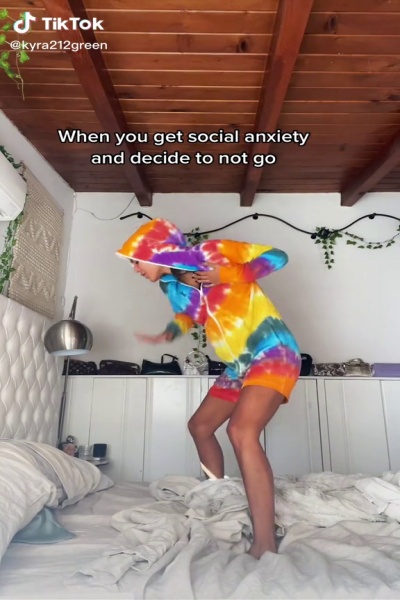 TikTok
@kyra212green
When you get social anxiety
and decide to not go